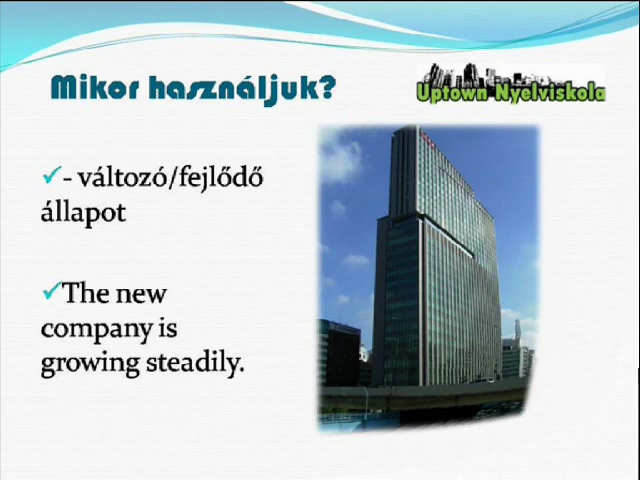 Mikor használjuk?
Uptown Nyelviskola
- változó/fejlődő
állapot
The new
company is
growing steadily.